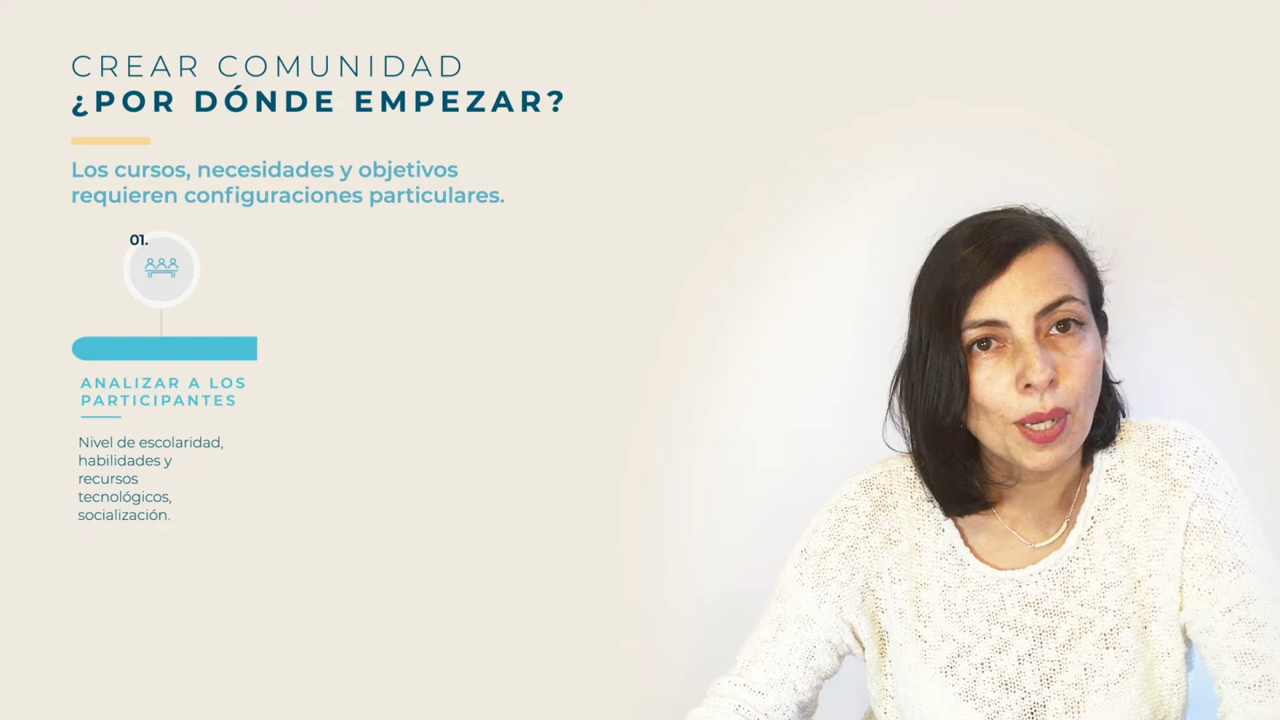 CREAR COMUNIDAD
¿POR DÓNDE EMPEZAR?
Los cursos, necesidades y objetivos
requieren configuraciones particulares.
01.
ANALIZAR A LOS
PARTICIPANTES
Nivel de escolaridad,
habilidades y
recursos
tecnológicos,
socialización.